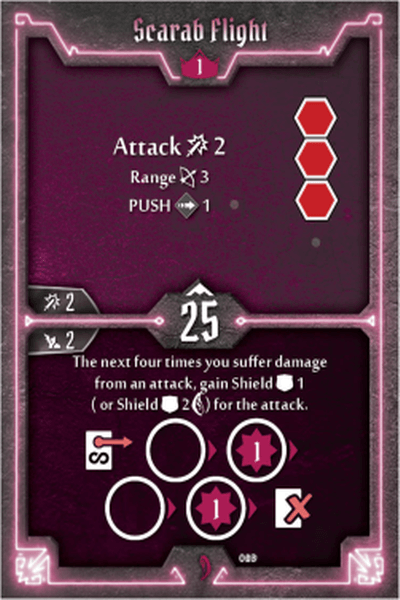 Scarab Flight
1
Attack 2
Range 3
PUSH 1
2
25
2
The next four times you suffer damage
from an attack, gain Shield 1
( or Shield 2 ) for the attack.
S 1
1
088